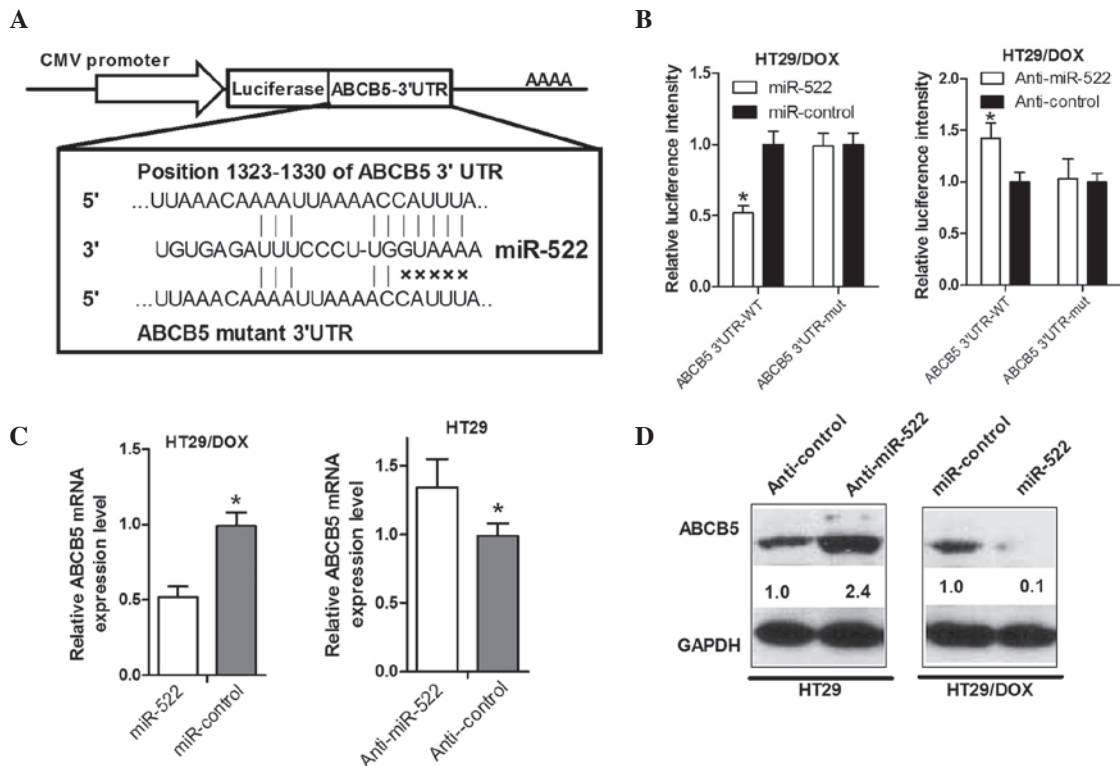 A
CMV promoter
AAAA
Luciferase ABCB5-3'UTR
Position 1323-1330 of ABCB5 3' UTR
5' ...UUAAACAAAAUUAAAACCAUUUA..
3' UGUGAGAUUUCCCU-UGGUAAAA miR-522
xxxxx
5' ...UUAAACAAAAUUAAAACCAUUUA..
ABCB5 mutant 3'UTR
B
HT29/DOX
Relative luciference intensity
1.5
1.0
0.5
0.0
miR-522
miR-control
*
ABCB5 3'UTR-WT
ABCB5 3'UTR-mut
HT29/DOX
Relative luciference intensity
2.0
1.5
1.0
0.5
0.0
Anti-miR-522
Anti-control
*
ABCB5 3'UTR-WT
ABCB5 3'UTR-mut
C
HT29/DOX
Relative ABCB5 mRNA
expression level
1.5
1.0
0.5
0.0
*
miR-522
miR-control
HT29
Relative ABCB5 mRNA
expression level
1.5
1.0
0.5
0.0
*
Anti-miR-522
Anti--control
D
Anti-control
Anti-miR-522
miR-control
miR-522
ABCB5
1.0 2.4 1.0 0.1
GAPDH
HT29 HT29/DOX